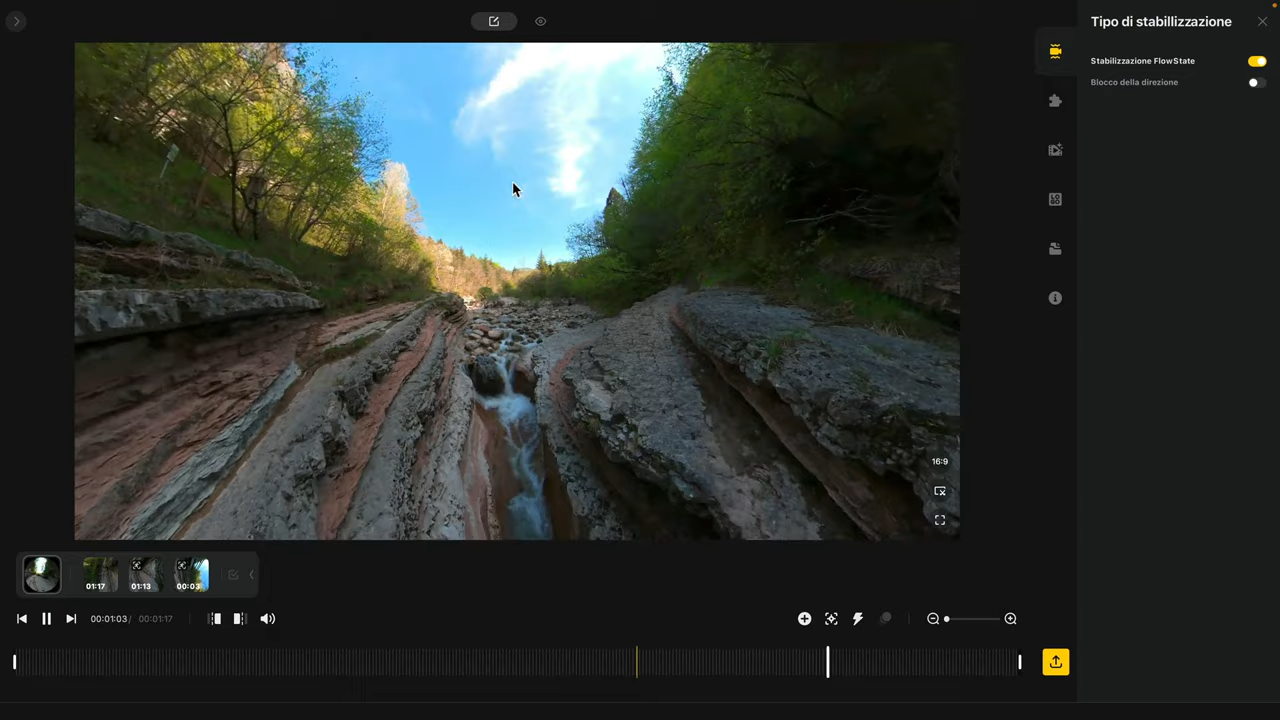 Tipo di stabillizzazione
Stabilizzazione FlowState
Blocco della direzione
16:9
01:17
01:13
00:03
00:01:03/ 00:01:17